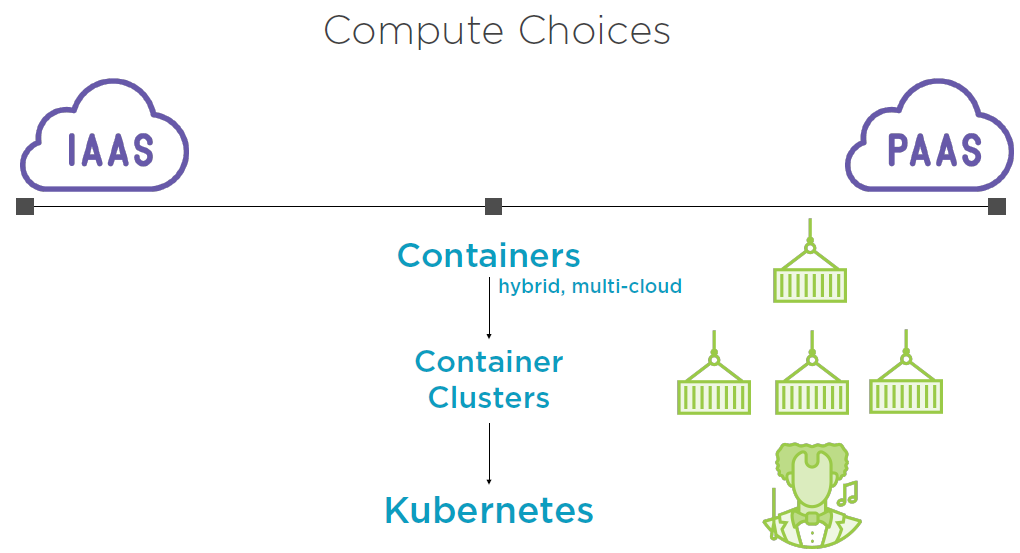 Compute Choices
IAAS
PAAS
Containers
hybrid, multi-cloud
Container
Clusters
Kubernetes